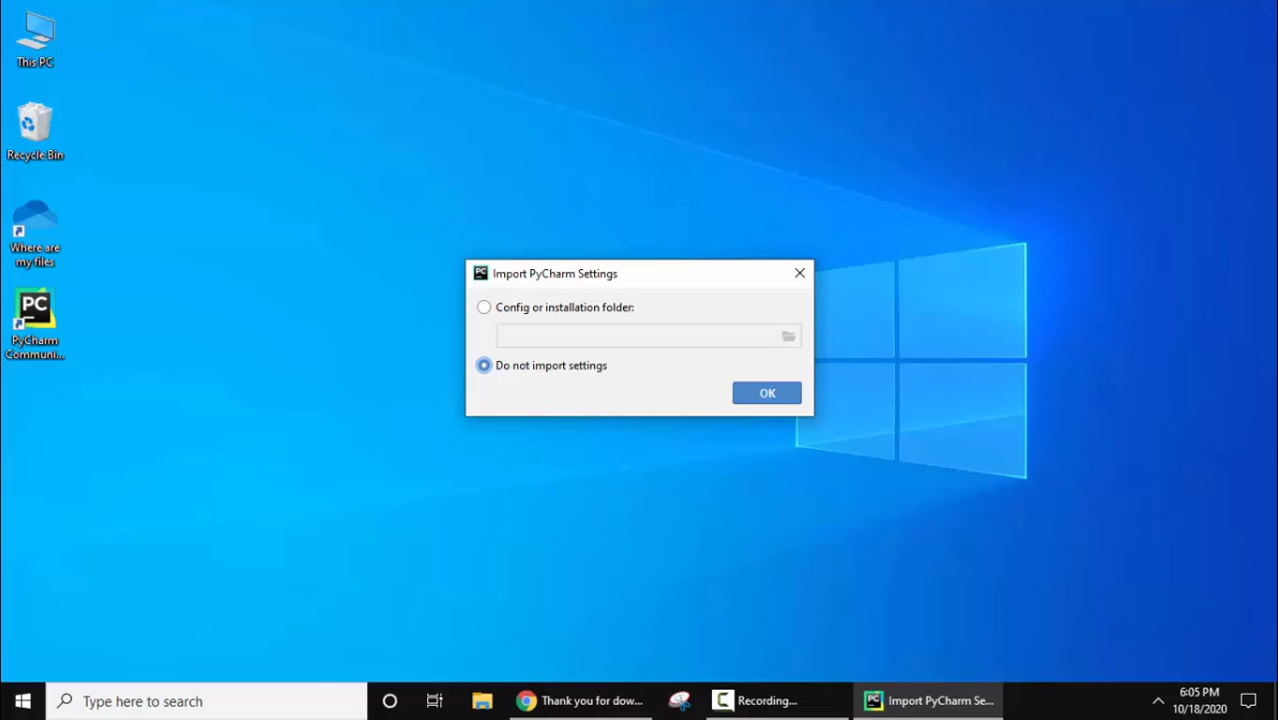 This PC
Recycle Bin
Where are
my files
PC
PyCharm
Communi...
PC
Import PyCharm Settings
Config or installation folder:
Do not import settings
OK
Type here to search
Thank you for dow...
Recording...
PC
Import PyCharm Se...
6:05 PM
10/18/2020